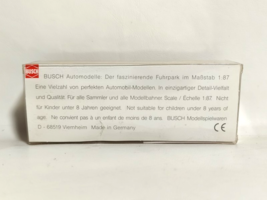 BUSCH
BUSCH Automodelle. Der faszinierende Fuhrpark im Maßstab 1:87
Eine Vielzahl von perfekten Automobil-Modellen. In einzigartiger Detail-Vielfalt
und Qualität. Für alle Sammler und alle Modellbahner Scale / Échelle 1:87. Nicht
für Kinder unter 8 Jahren geeignet. Not suitable for children under 8 years of
age. Ne convient pas à un enfant de moins de 8 ans. BUSCH Modellspielwaren
D - 68519 Viernheim Made in Germany
CE